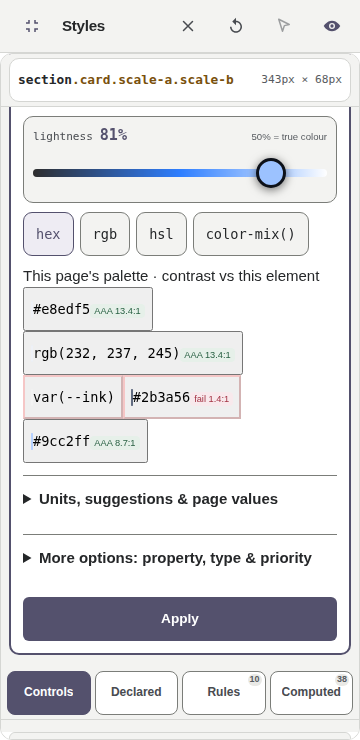 Styles
section.card.scale-a.scale-b 343px × 68px
lightness 81% 50% = true colour
hex rgb hsl color-mix()
This page's palette · contrast vs this element
#e8edf5 AAA 13.4:1
rgb(232, 237, 245) AAA 13.4:1
var(--ink) #2b3a56 fail 1.4:1
#9cc2ff AAA 8.7:1
Units, suggestions & page values
More options: property, type & priority
Apply
Controls Declared Rules 10 Computed 38